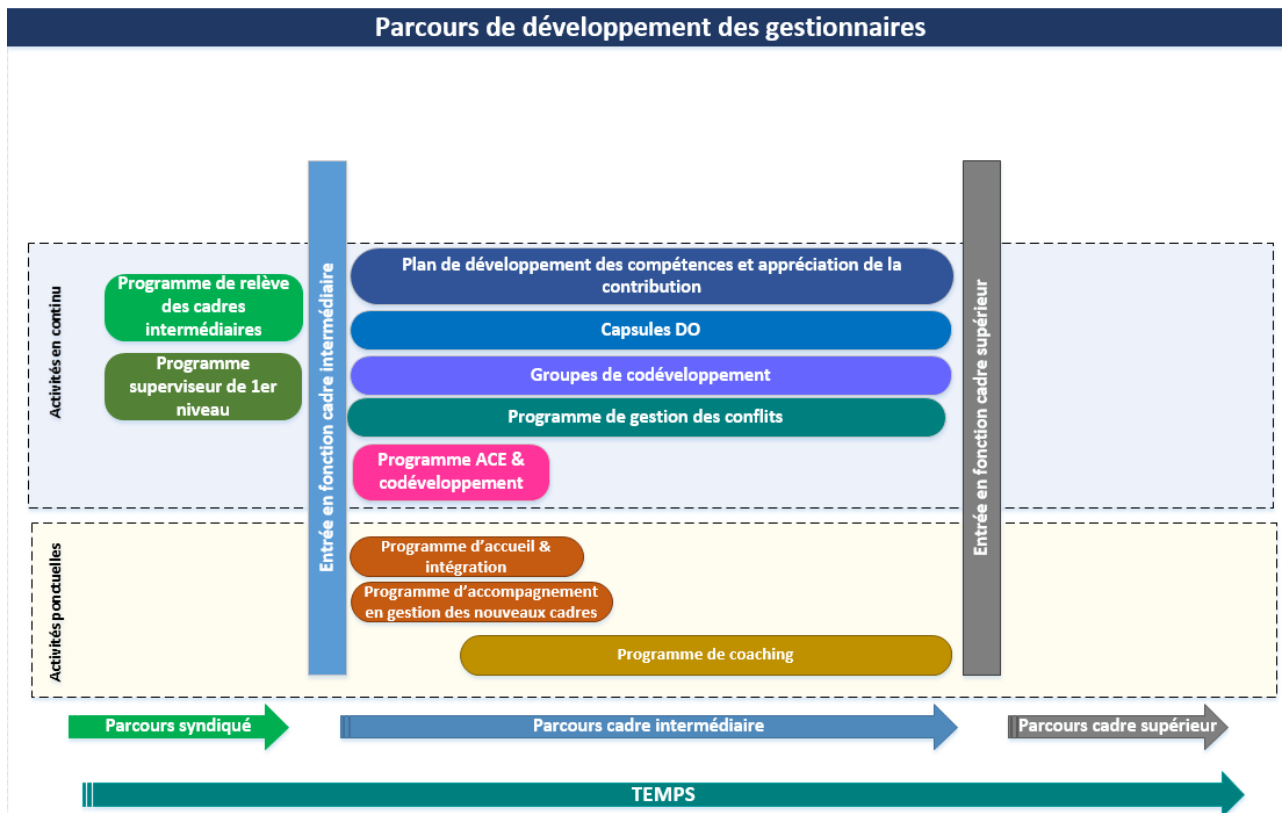 Parcours de développement des gestionnaires
Activités en continu
Programme de relève
des cadres
intermédiaires
Programme
superviseur de 1er
niveau
Entrée en fonction cadre intermédiaire
Plan de développement des compétences et appréciation de la
contribution
Capsules DO
Groupes de codéveloppement
Programme de gestion des conflits
Programme ACE &
codéveloppement
Entrée en fonction cadre supérieur
Activités ponctuelles
Programme d'accueil &
intégration
Programme d'accompagnement
en gestion des nouveaux cadres
Programme de coaching
Parcours syndiqué
Parcours cadre intermédiaire
Parcours cadre supérieur
TEMPS